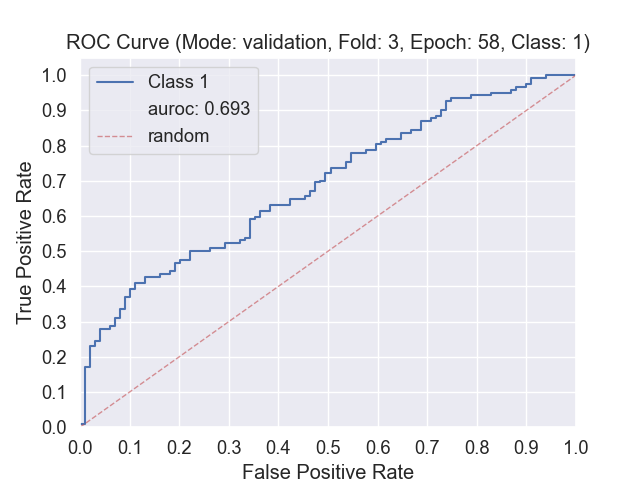 ROC Curve (Mode: validation, Fold: 3, Epoch: 58, Class: 1)
Class 1
auroc: 0.693
random
True Positive Rate
1.0
0.9
0.8
0.7
0.6
0.5
0.4
0.3
0.2
0.1
0.0
0.0 0.1 0.2 0.3 0.4 0.5 0.6 0.7 0.8 0.9 1.0
False Positive Rate